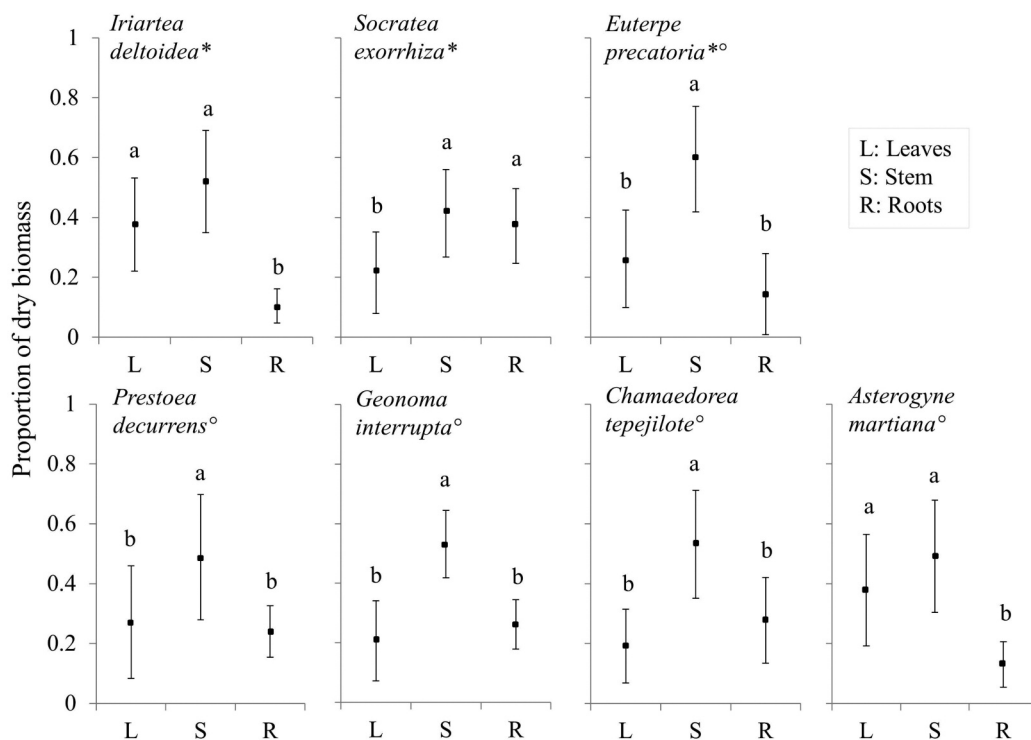 Proportion of dry biomass
Iriartea
deltoidea*
1
0.8
0.6
0.4
0.2
0
a
a
b
L S R
Socratea
exorrhiza*
b
a
a
L S R
Euterpe
precatoria*°
b
a
b
L S R
L: Leaves
S: Stem
R: Roots
Prestoea
decurrens°
1
0.8
0.6
0.4
0.2
0
b
a
b
L S R
Geonoma
interrupta°
b
a
b
L S R
Chamaedorea
tepejilote°
b
a
b
L S R
Asterogyne
martiana°
a
a
b
L S R